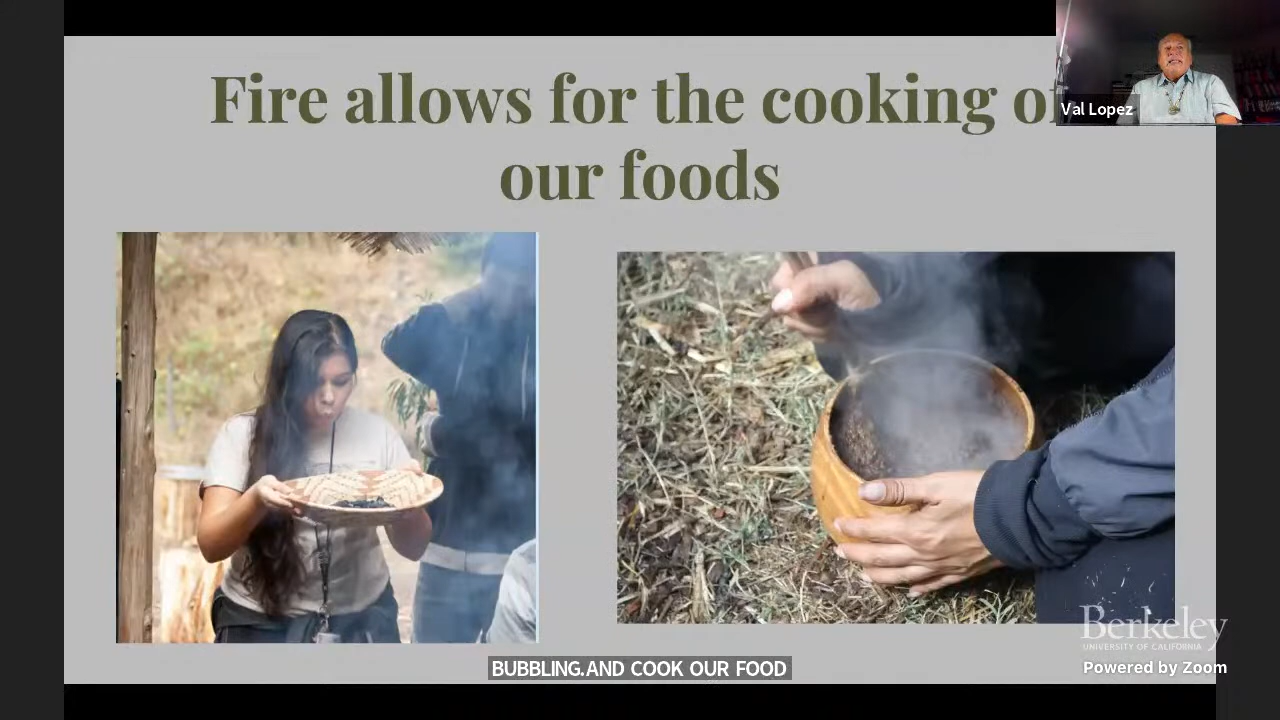 Fire allows for the cooking of
our foods
Val Lopez
Berkeley
UNIVERSITY OF CALIFORNIA
BUBBLING.AND COOK OUR FOOD
Powered by Zoom